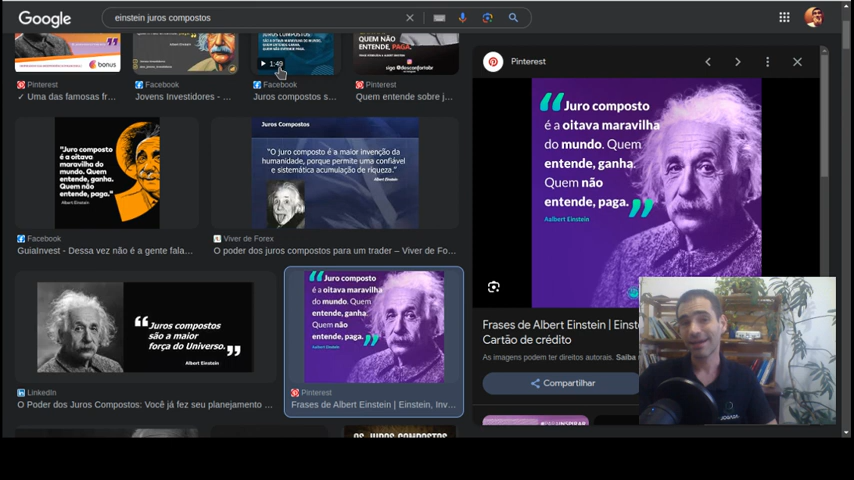 Google
einstein juros compostos
bonus
1:49
QUEM NÃO
ENTENDE, PAGA.
Pinterest
✓ Uma das famosas fr...
Facebook
Jovens Investidores - ...
Facebook
Juros compostos s...
Pinterest
Quem entende sobre j...
"Juro composto
é a oitava
maravilha do
mundo. Quem
entende, ganha.
Quem não
entende, paga."
Albert Einstein
Facebook
GuiaInvest - Dessa vez não é a gente fala...
Juros Compostos
"O juro composto é a maior invenção da
humanidade, porque permite uma confiável
e sistemática acumulação de riqueza."
Albert Einstein
Viver de Forex
O poder dos juros compostos para um trader – Viver de Fo...
Juros compostos
são a maior
força do Universo.
Albert Einstein
LinkedIn
O Poder dos Juros Compostos: Você já fez seu planejamento ...
Juro composto
é a oitava maravilha
do mundo. Quem
entende, ganha.
Quem não
entende, paga.
Pinterest
Frases de Albert Einstein | Einstein, Inv...
OS JUROS COMPOSTOS
Pinterest
Juro composto
é a oitava maravilha
do mundo. Quem
entende, ganha.
Quem não
entende, paga.
Aalbert Einstein
Frases de Albert Einstein | Einste
Cartão de crédito
As imagens podem ter direitos autorais. Saiba
Compartilhar